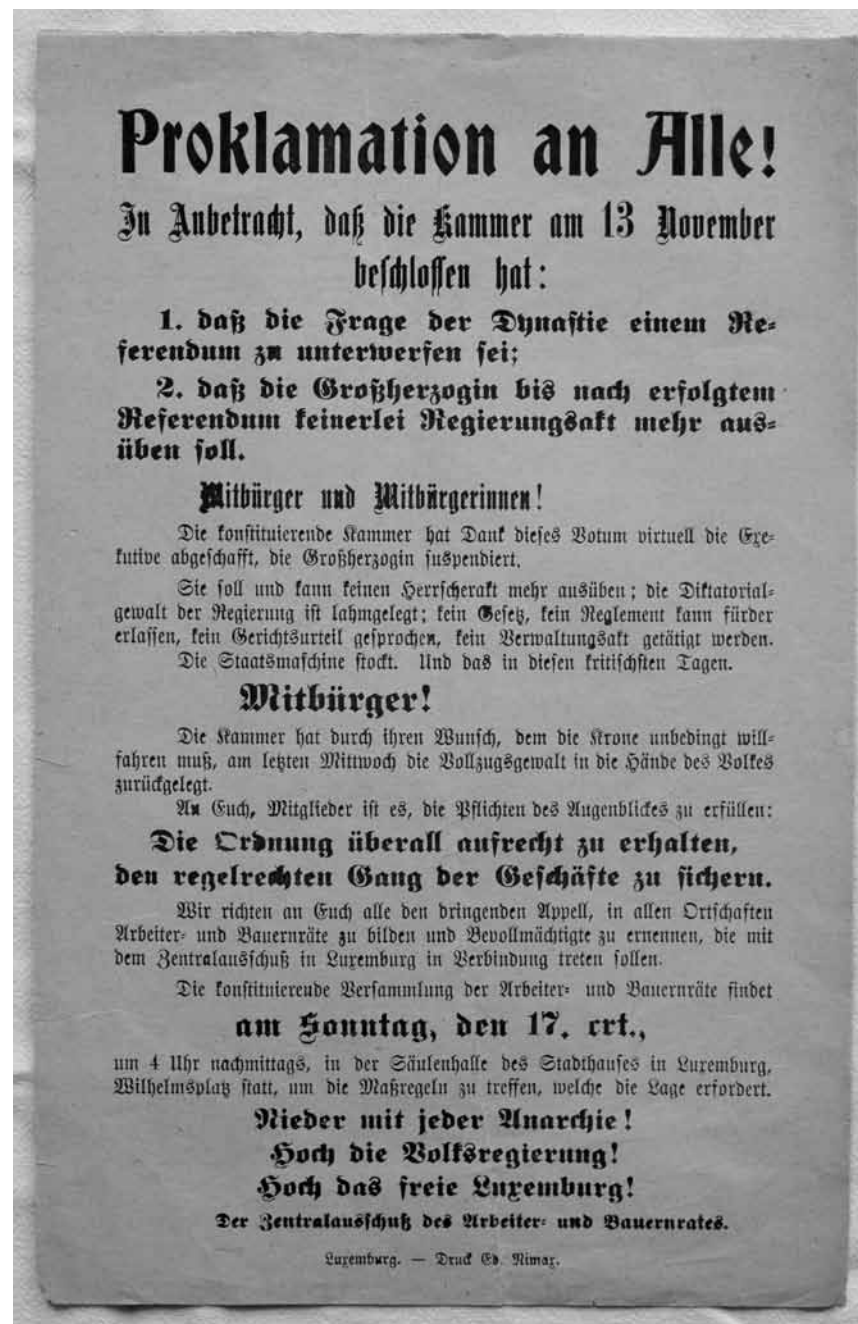 Proklamation an Alle!
In Anbetracht, daß die Kammer am 13 November
beschlossen hat:
1. daß die Frage der Dynastie einem Re-
ferendum zu unterwerfen sei;
2. daß die Großherzogin bis nach erfolgtem
Referendum keinerlei Regierungsakt mehr aus-
üben soll.
Mitbürger und Mitbürgerinnen!
Die konstituierende Kammer hat Dank dieses Votum virtuell die Exe-
kutive abgeschafft, die Großherzogin suspendiert.
Sie soll und kann keinen Herrscherakt mehr ausüben; die Diktatorial-
gewalt der Regierung ist lahmgelegt; kein Gesetz, kein Reglement kann fürder
erlassen, kein Gerichtsurteil gesprochen, kein Verwaltungsakt getätigt werden.
Die Staatsmaschine stockt. Und das in diesen kritischsten Tagen.
Mitbürger!
Die Kammer hat durch ihren Wunsch, dem die Krone unbedingt will-
fahren muß, am letzten Mittwoch die Vollzugsgewalt in die Hände des Volkes
zurückgelegt.
An Euch, Mitglieder ist es, die Pflichten des Augenblickes zu erfüllen:
Die Ordnung überall aufrecht zu erhalten,
den regelrechten Gang der Geschäfte zu sichern.
Wir richten an Euch alle den dringenden Appell, in allen Ortschaften
Arbeiter- und Bauernräte zu bilden und Bevollmächtigte zu ernennen, die mit
dem Zentralausschuß in Luxemburg in Verbindung treten sollen.
Die konstituierende Versammlung der Arbeiter- und Bauernräte findet
am Sonntag, den 17. crt.,
um 4 Uhr nachmittags, in der Säulenhalle des Stadthauses in Luxemburg,
Wilhelmsplatz statt, um die Maßregeln zu treffen, welche die Lage erfordert.
Nieder mit jeder Anarchie!
Hoch die Volksregierung!
Hoch das freie Luxemburg!
Der Zentralausschuß des Arbeiter- und Bauernrates.
Luxemburg. — Druck Ed. Nimax.